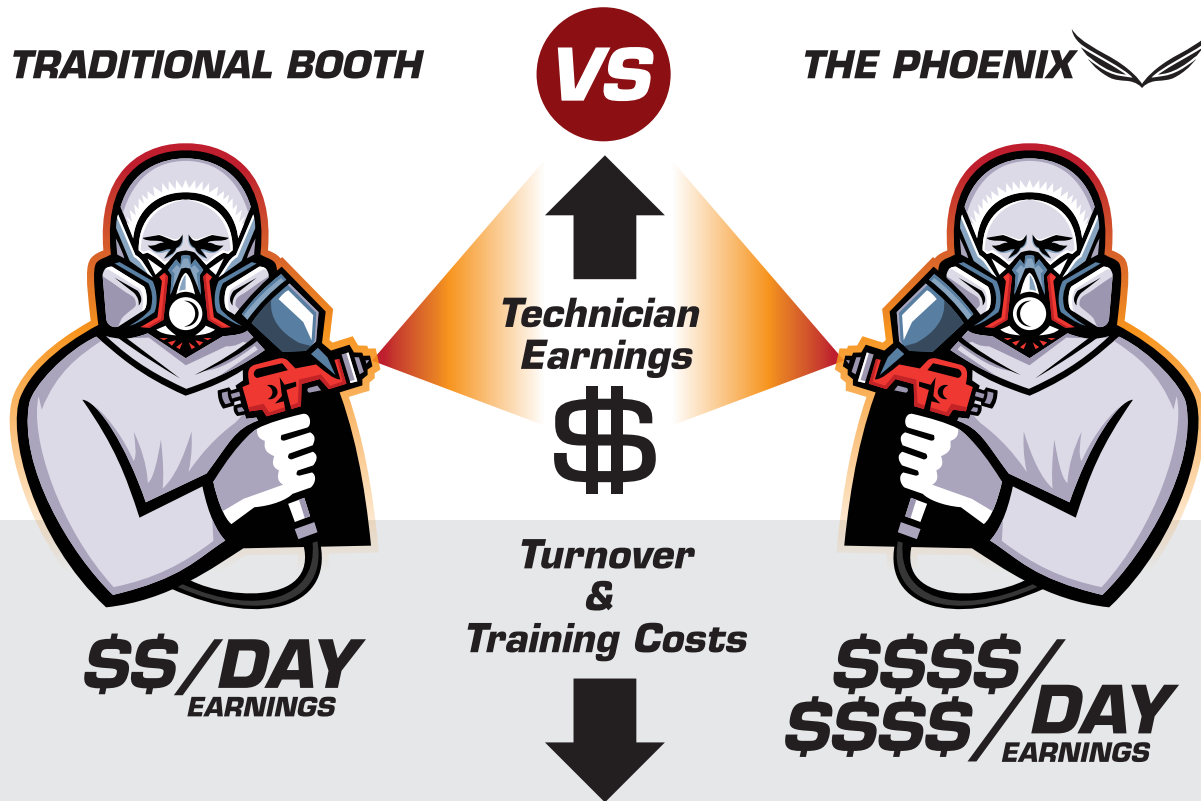 TRADITIONAL BOOTH
VS
THE PHOENIX
Technician
Earnings
$
Turnover
&
Training Costs
$$/DAY
EARNINGS
$$$$/
$$$$/DAY
EARNINGS